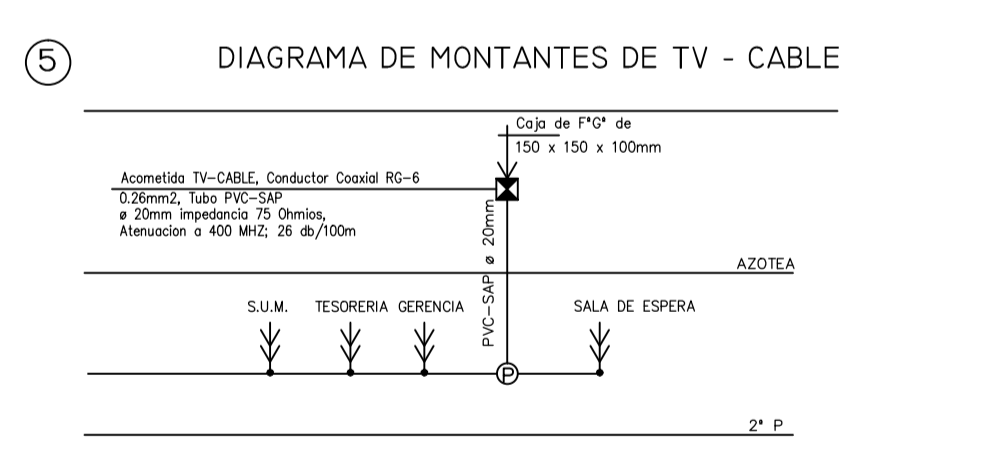 5
DIAGRAMA DE MONTANTES DE TV - CABLE
Caja de F°G° de
150 x 150 x 100mm
Acometida TV-CABLE, Conductor Coaxial RG-6
0.26mm2, Tubo PVC-SAP
ø 20mm impedancia 75 Ohmios,
Atenuacion a 400 MHZ; 26 db/100m
PVC-SAP ø 20mm
AZOTEA
S.U.M.
TESORERIA
GERENCIA
SALA DE ESPERA
P
2° P